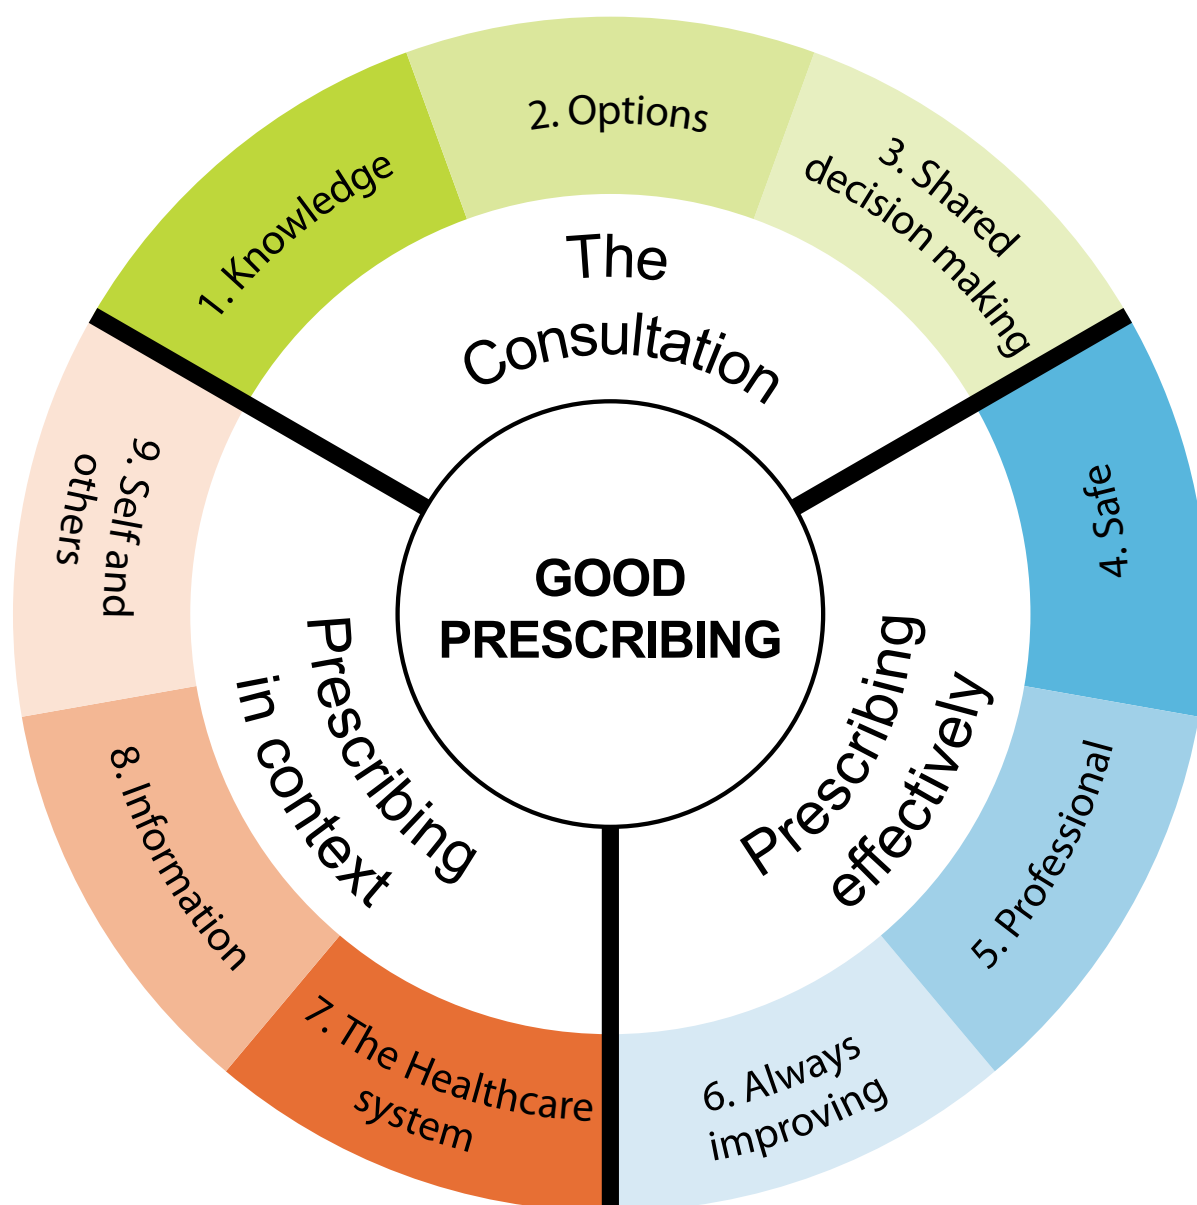 GOOD
PRESCRIBING
The
Consultation
1. Knowledge
2. Options
3. Shared
decision making
Prescribing
effectively
4. Safe
5. Professional
6. Always
improving
Prescribing
in context
7. The Healthcare
system
8. Information
9. Self and
others